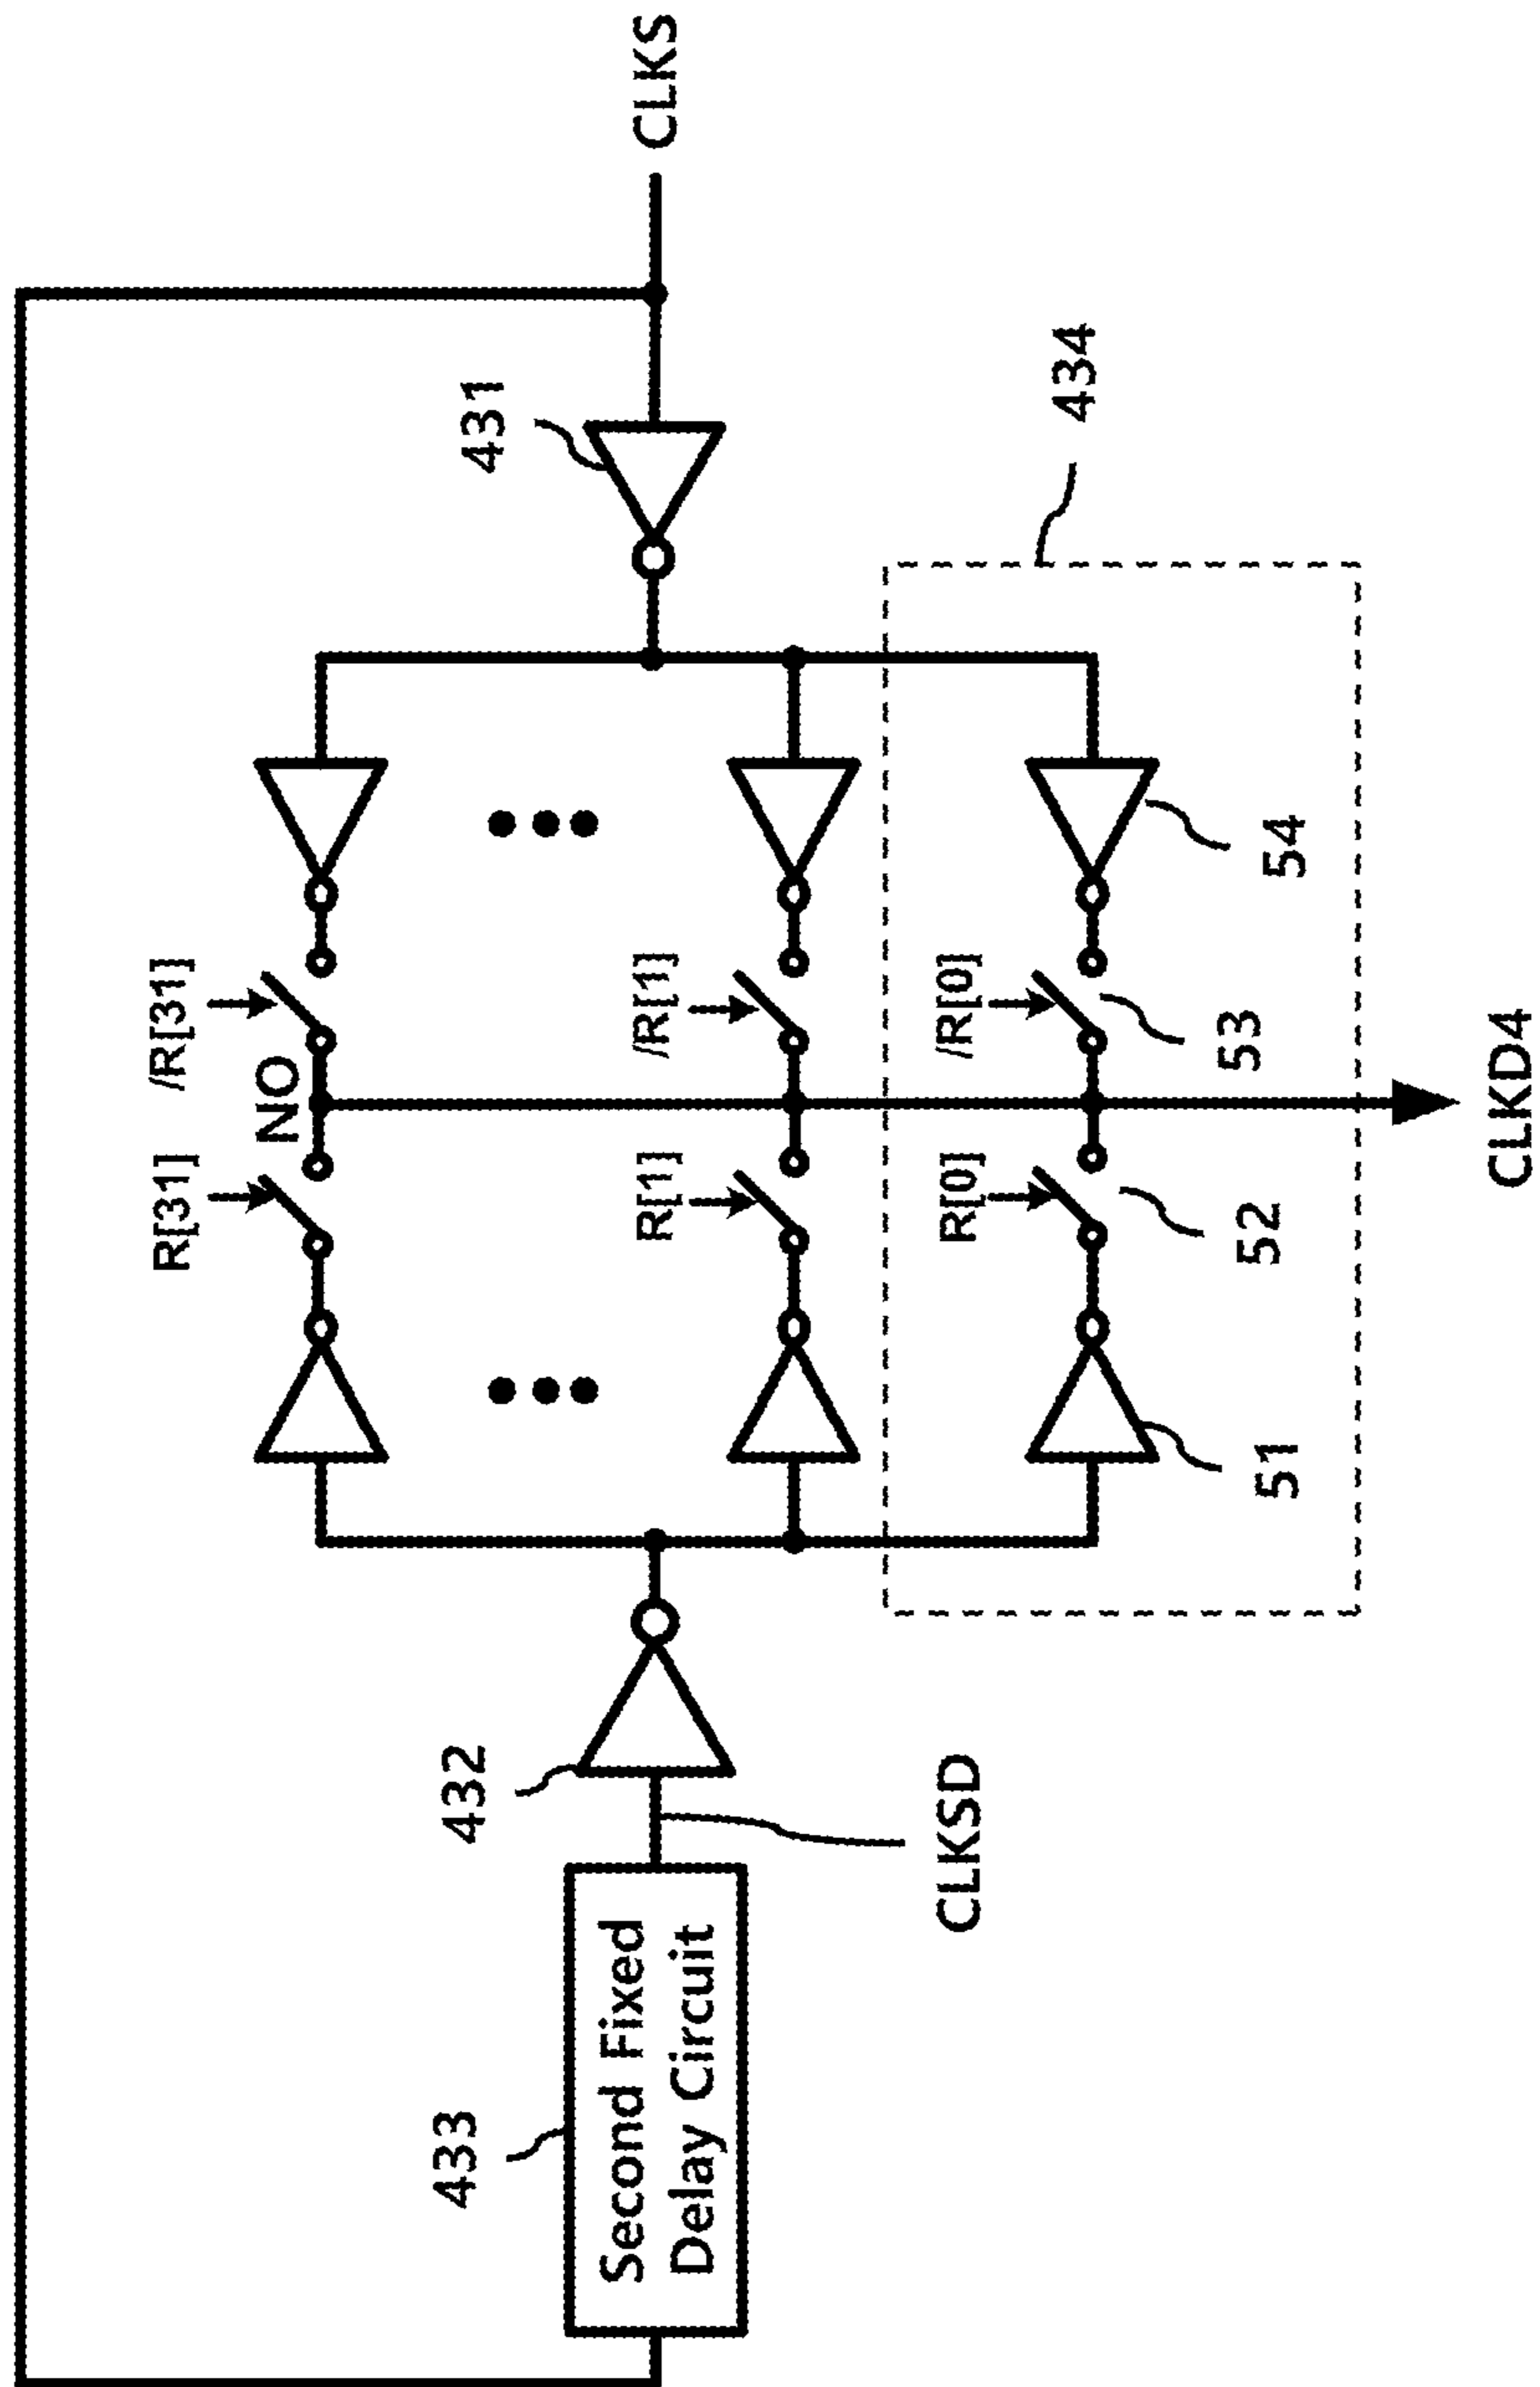 CLKS
431
434
/R[31]
/R[1]
/R[0]
54
53
NO
CLKD4
R[31]
R[1]
R[0]
52
51
432
CLKSD
433
Second Fixed
Delay Circuit